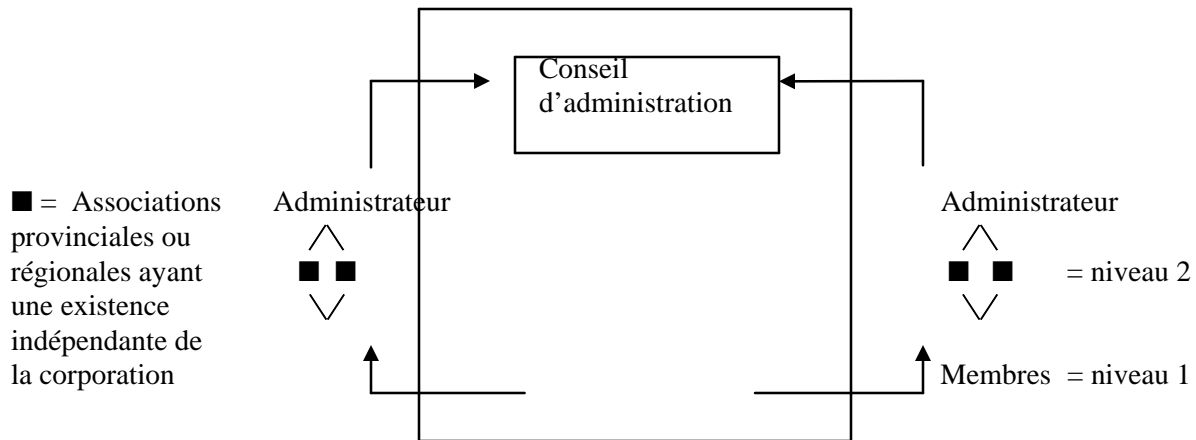 Conseil
d’administration
■ = Associations
provinciales ou
régionales ayant
une existence
indépendante de
la corporation
Administrateur
Administrateur
= niveau 2
Membres = niveau 1